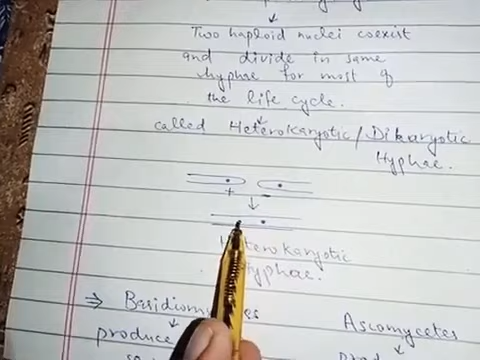 Two haploid nuclei coexist
and divide in same
hyphae for most of
the life cycle.
called Heterokaryotic/Dikaryotic
Hyphae.
+ -
Heterokaryotic
Hyphae.
⇒ Ascomycetes
produce